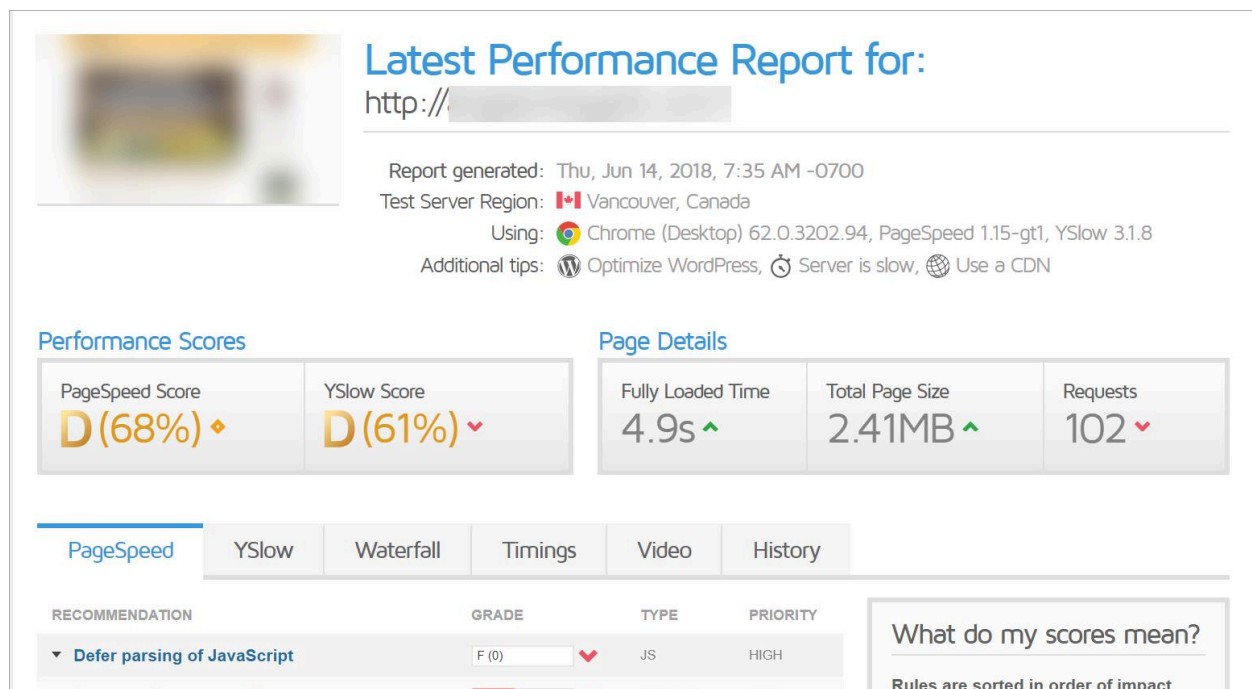 Latest Performance Report for:
http://
Report generated: Thu, Jun 14, 2018, 7:35 AM -0700
Test Server Region: Vancouver, Canada
Using: Chrome (Desktop) 62.0.3202.94, PageSpeed 1.15-gt1, YSlow 3.1.8
Additional tips: Optimize WordPress, Server is slow, Use a CDN
Performance Scores
PageSpeed Score
D (68%)
YSlow Score
D (61%)
Page Details
Fully Loaded Time
4.9s
Total Page Size
2.41MB
Requests
102
PageSpeed YSlow Waterfall Timings Video History
RECOMMENDATION GRADE TYPE PRIORITY
Defer parsing of JavaScript F (0) JS HIGH
What do my scores mean?
Rules are sorted in order of impact